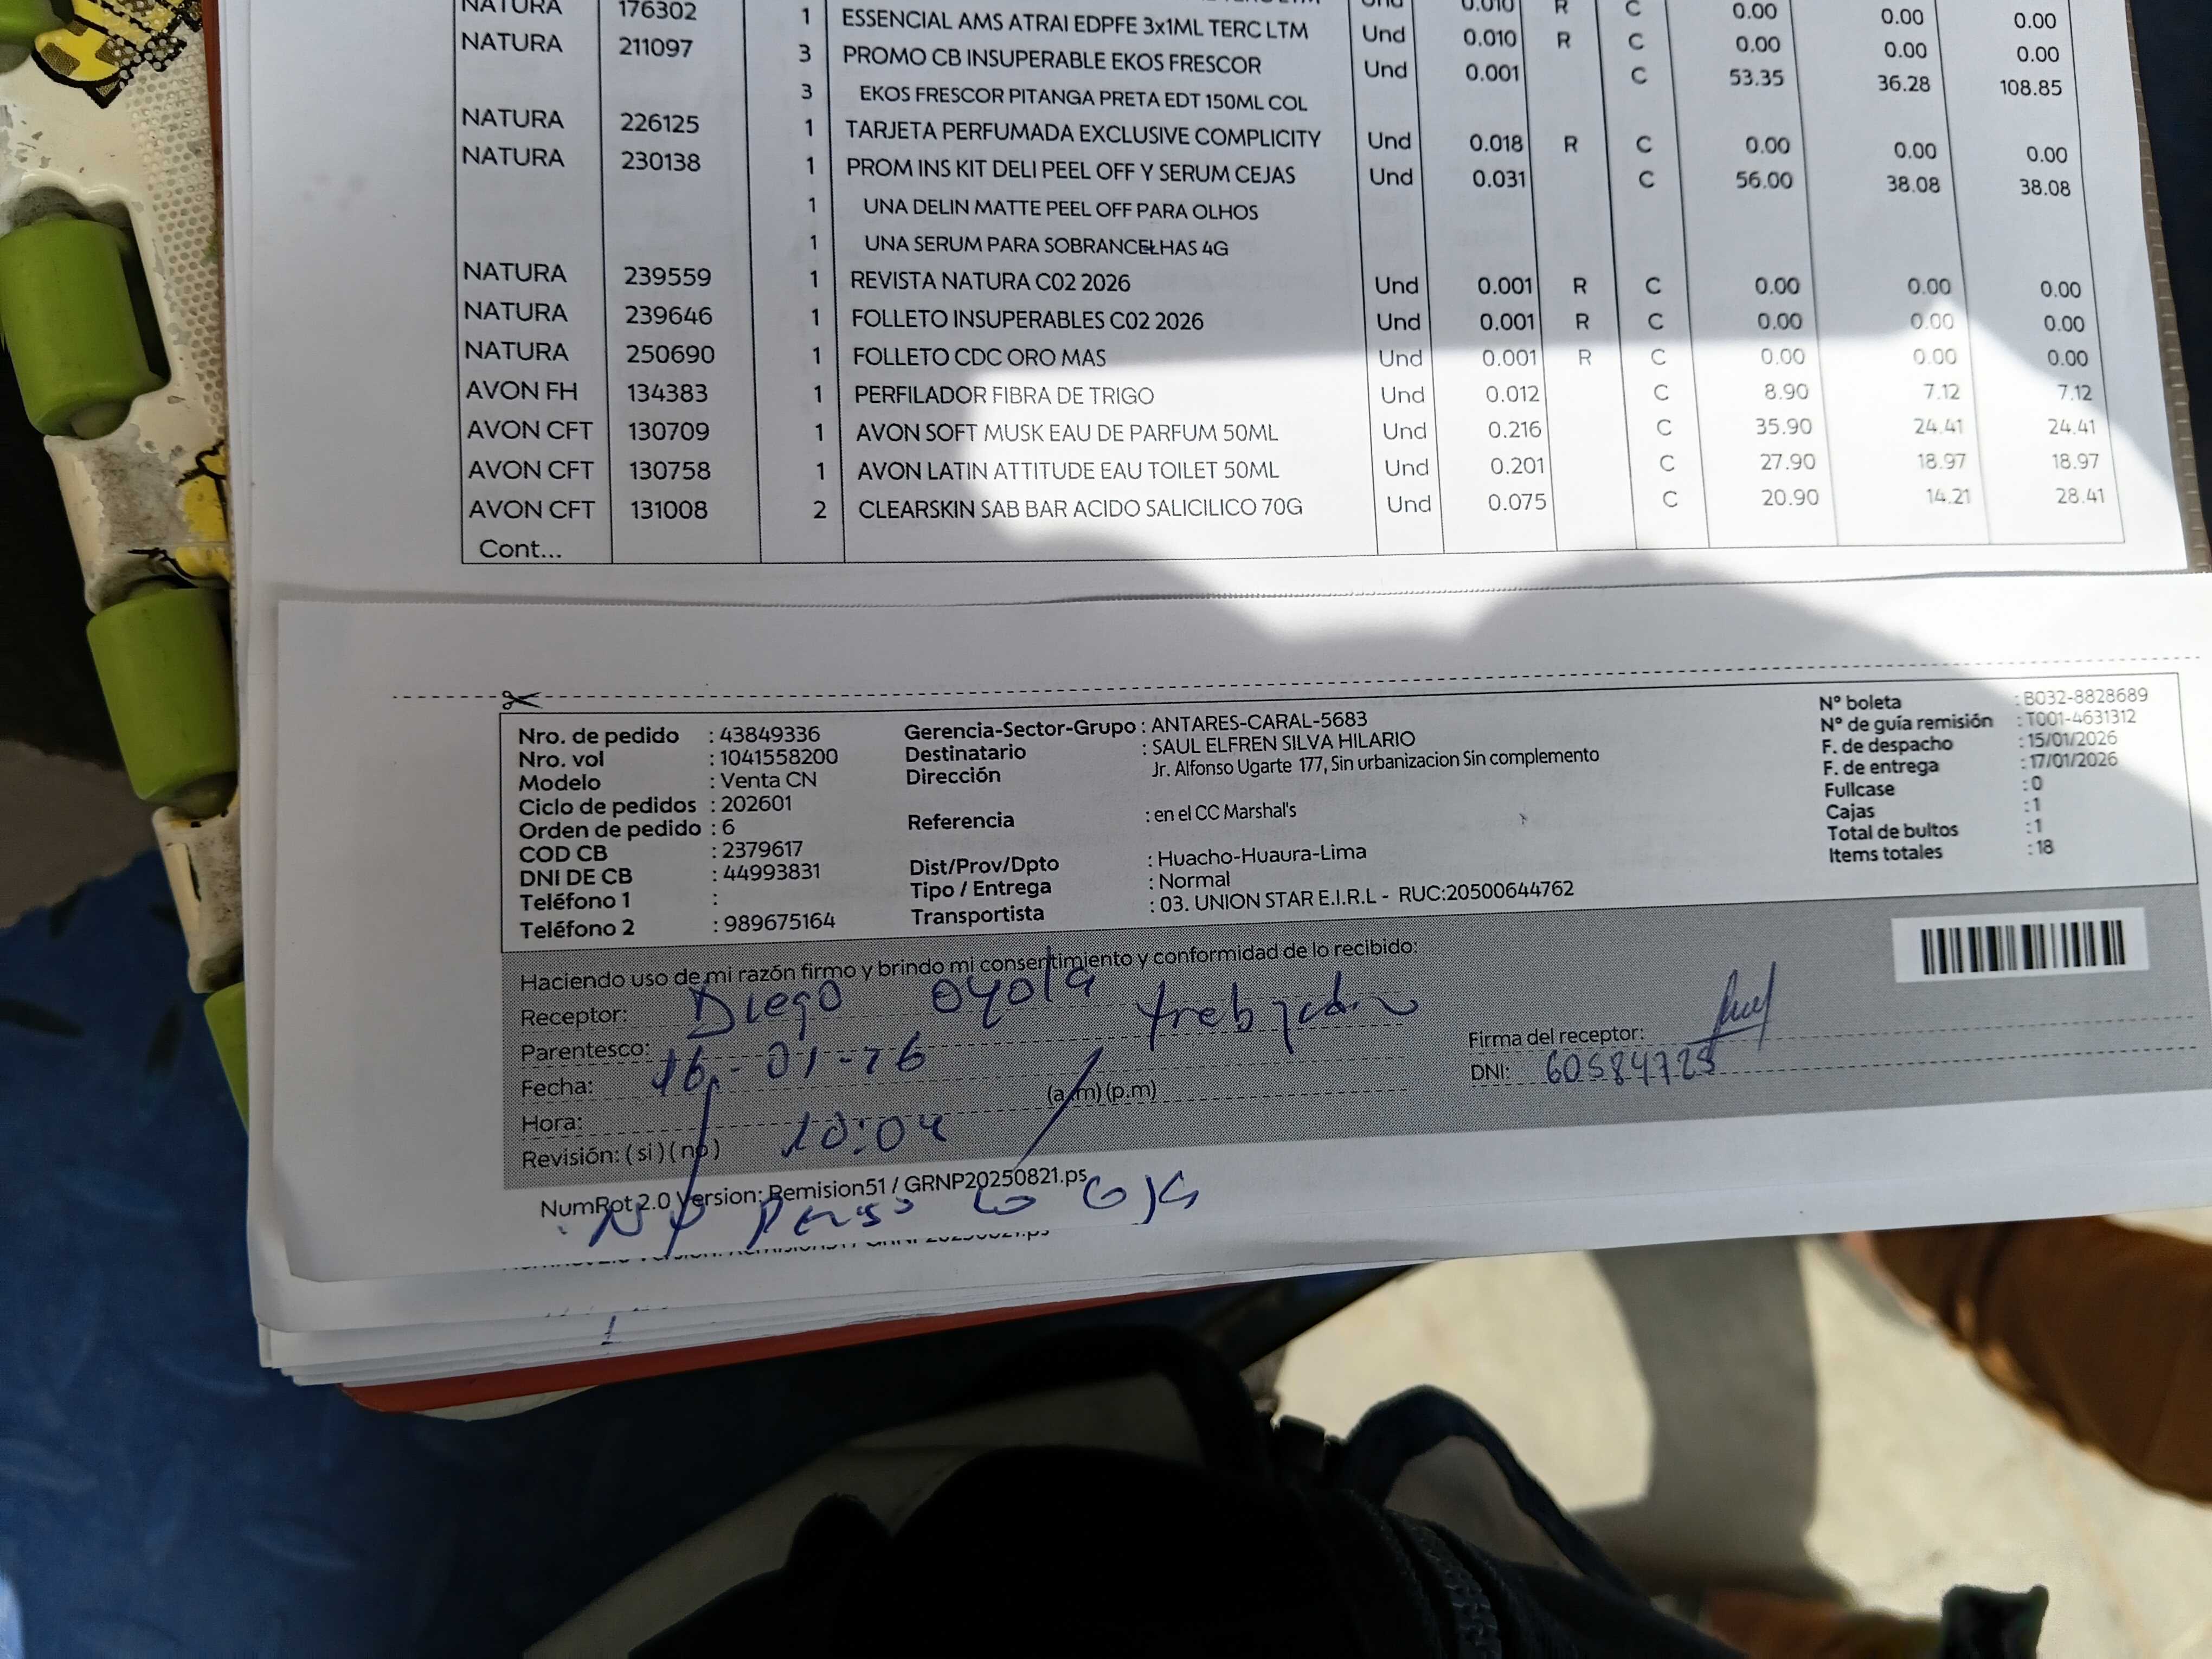 NATURA 176302 1 ESSENCIAL AMS ATRAI EDPFE 3x1ML TERC LTM Und 0.010 R C 0.00 0.00 0.00
NATURA 211097 3 PROMO CB INSUPERABLE EKOS FRESCOR Und 0.001 C 53.35 36.28 108.85
3 EKOS FRESCOR PITANGA PRETA EDT 150ML COL
NATURA 226125 1 TARJETA PERFUMADA EXCLUSIVE COMPLICITY Und 0.018 R C 0.00 0.00 0.00
NATURA 230138 1 PROM INS KIT DELI PEEL OFF Y SERUM CEJAS Und 0.031 C 56.00 38.08 38.08
1 UNA DELIN MATTE PEEL OFF PARA OLHOS
1 UNA SERUM PARA SOBRANCELHAS 4G
NATURA 239559 1 REVISTA NATURA C02 2026 Und 0.001 R C 0.00 0.00 0.00
NATURA 239646 1 FOLLETO INSUPERABLES C02 2026 Und 0.001 R C 0.00 0.00 0.00
NATURA 250690 1 FOLLETO CDC ORO MAS Und 0.001 R C 0.00 0.00 0.00
AVON FH 134383 1 PERFILADOR FIBRA DE TRIGO Und 0.012 C 8.90 7.12 7.12
AVON CFT 130709 1 AVON SOFT MUSK EAU DE PARFUM 50ML Und 0.216 C 35.90 24.41 24.41
AVON CFT 130758 1 AVON LATIN ATTITUDE EAU TOILET 50ML Und 0.201 C 27.90 18.97 18.97
AVON CFT 131008 2 CLEARSKIN SAB BAR ACIDO SALICILICO 70G Und 0.075 C 20.90 14.21 28.41
Cont...
Nro. de pedido : 43849336
Nro. vol : 1041558200
Modelo : Venta CN
Ciclo de pedidos : 202601
Orden de pedido : 6
COD CB : 2379617
DNI DE CB : 44993831
Teléfono 1 :
Teléfono 2 : 989675164
Gerencia-Sector-Grupo : ANTARES-CARAL-5683
Destinatario : SAUL ELFREN SILVA HILARIO
Dirección Jr. Alfonso Ugarte 177, Sin urbanizacion Sin complemento
Referencia : en el CC Marshal's
Dist/Prov/Dpto : Huacho-Huaura-Lima
Tipo / Entrega : Normal
Transportista : 03. UNION STAR E.I.R.L - RUC:20500644762
Nº boleta : B032-8828689
Nº de guía remisión : T001-4631312
F. de despacho : 15/01/2026
F. de entrega : 17/01/2026
Fullcase : 0
Cajas : 1
Total de bultos : 1
Items totales : 18
Haciendo uso de mi razón firmo y brindo mi consentimiento y conformidad de lo recibido:
Receptor: Diego oyola
Parentesco: trabjador
Fecha: 16-01-26
Hora: 10:04 (a.m) (p.m)
Revisión: (si) (no)
Firma del receptor:
DNI: 60584723
NumRot 2.0 Version: Remision51 / GRNP20250821.ps